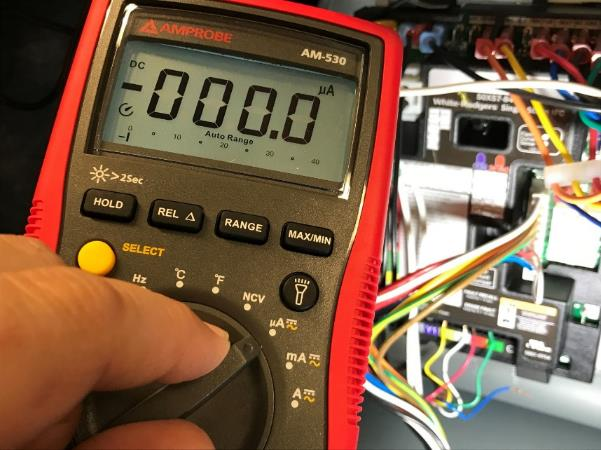 AMPROBE
AM-530
DC
µA
-000.0
Auto Range
0 10 20 30 40
>2Sec
HOLD
REL Δ
RANGE
MAX/MIN
SELECT
Hz
°C
°F
NCV
µA
mA
A
50X57-
White-Rodgers
C